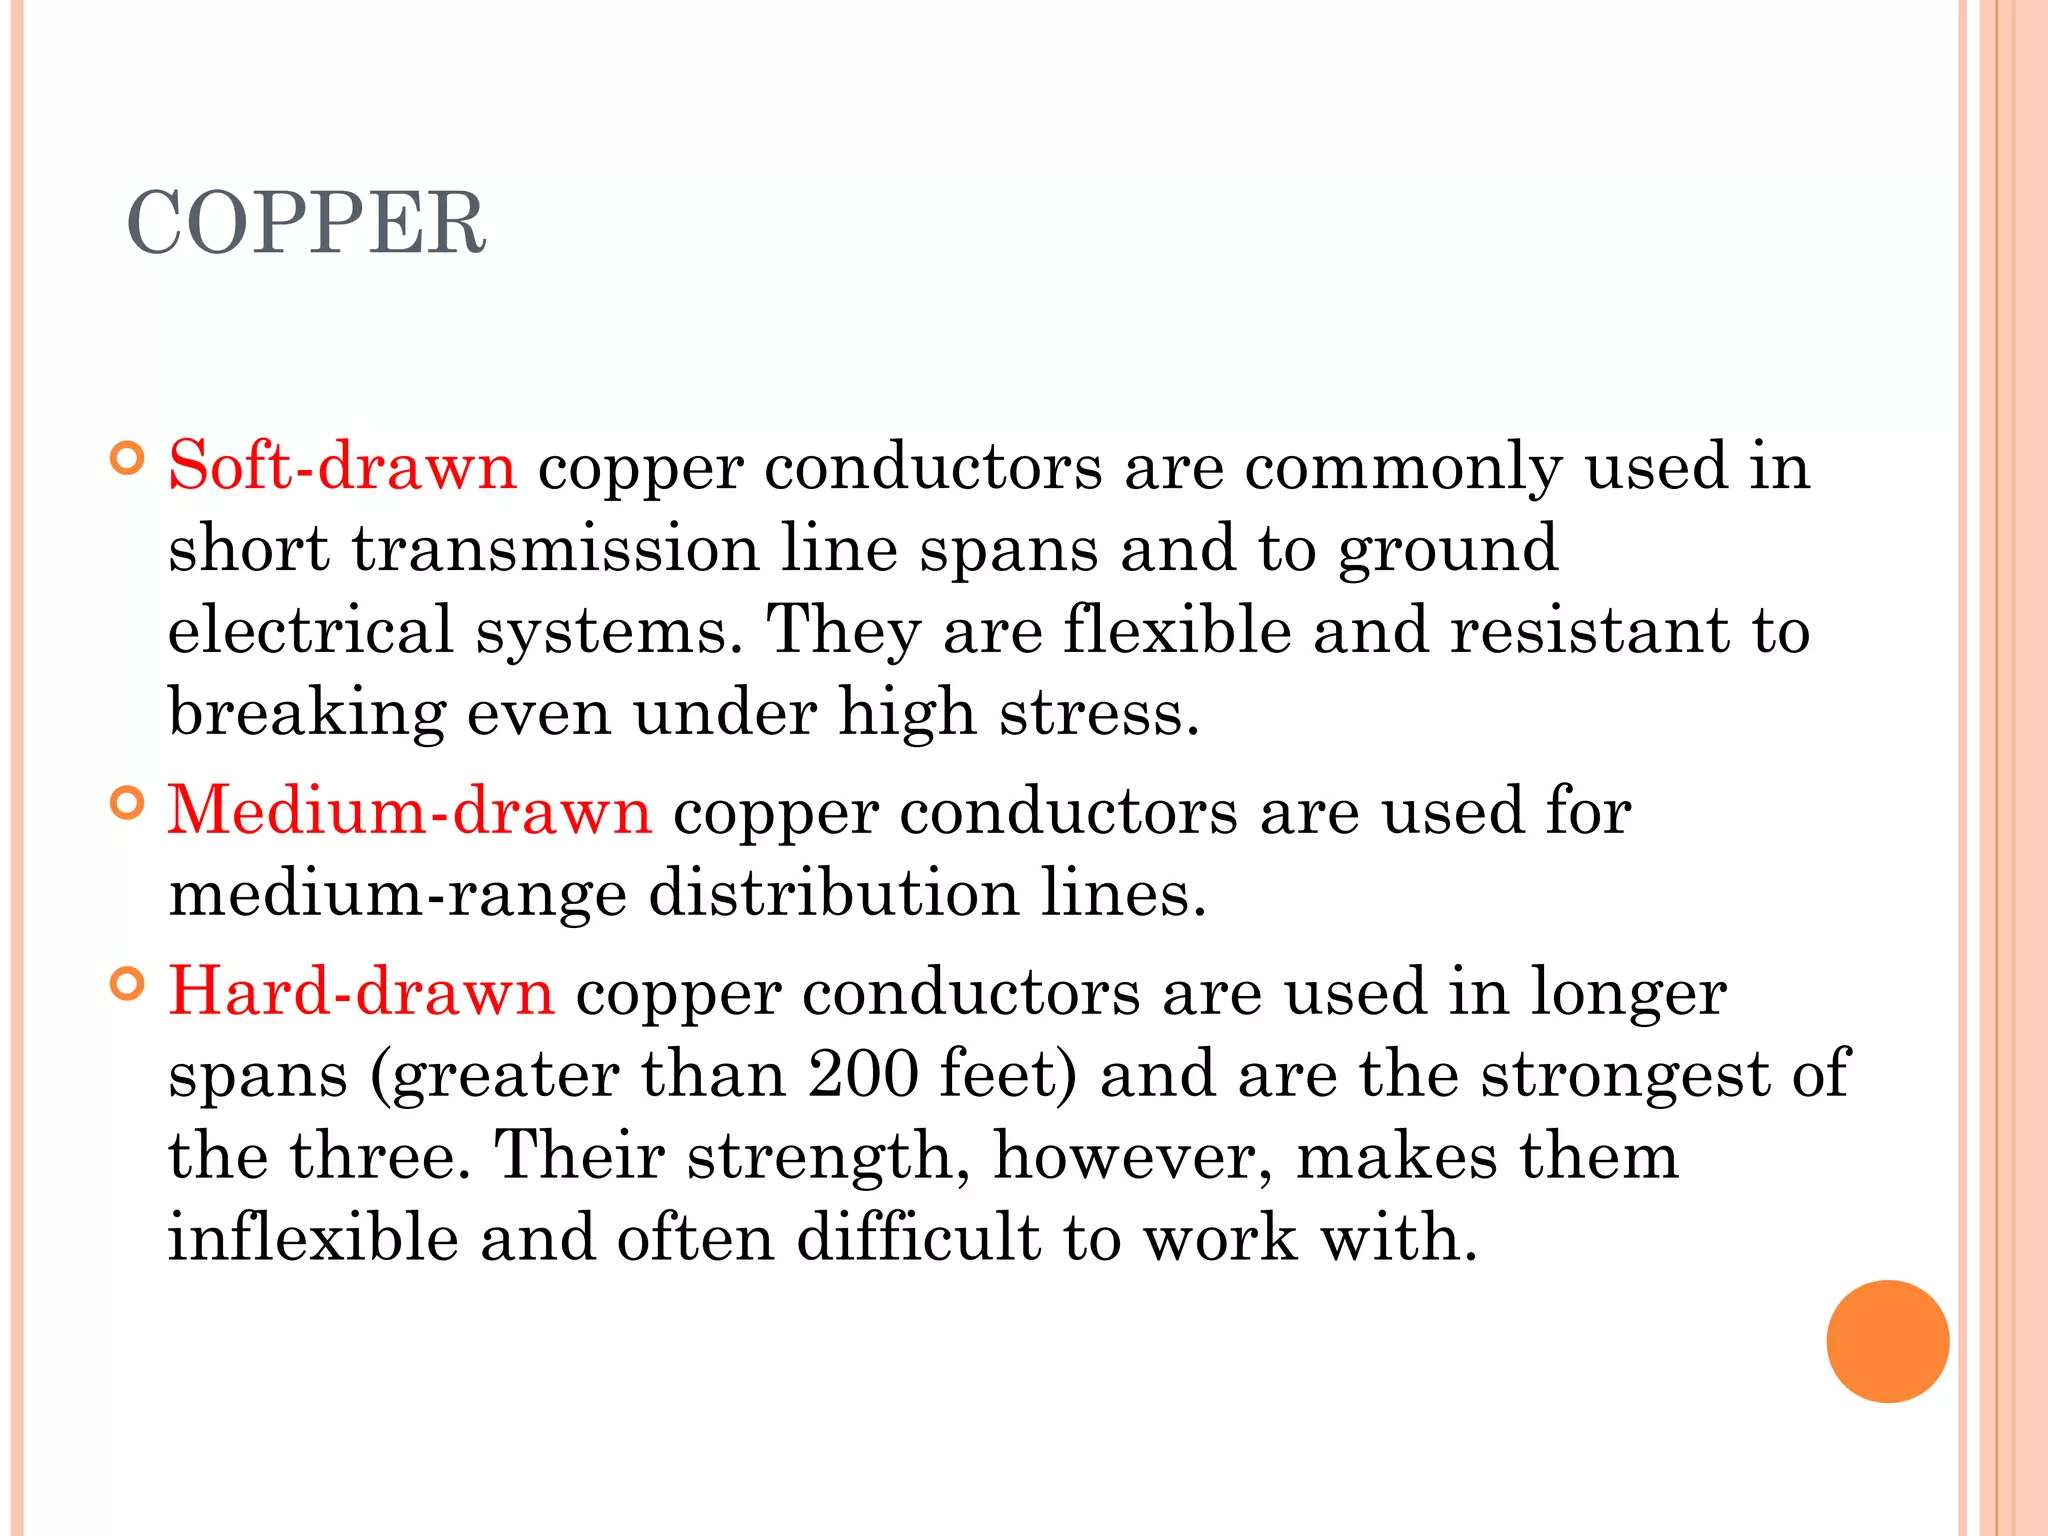 COPPER
Soft-drawn copper conductors are commonly used in
short transmission line spans and to ground
electrical systems. They are flexible and resistant to
breaking even under high stress.
Medium-drawn copper conductors are used for
medium-range distribution lines.
Hard-drawn copper conductors are used in longer
spans (greater than 200 feet) and are the strongest of
the three. Their strength, however, makes them
inflexible and often difficult to work with.